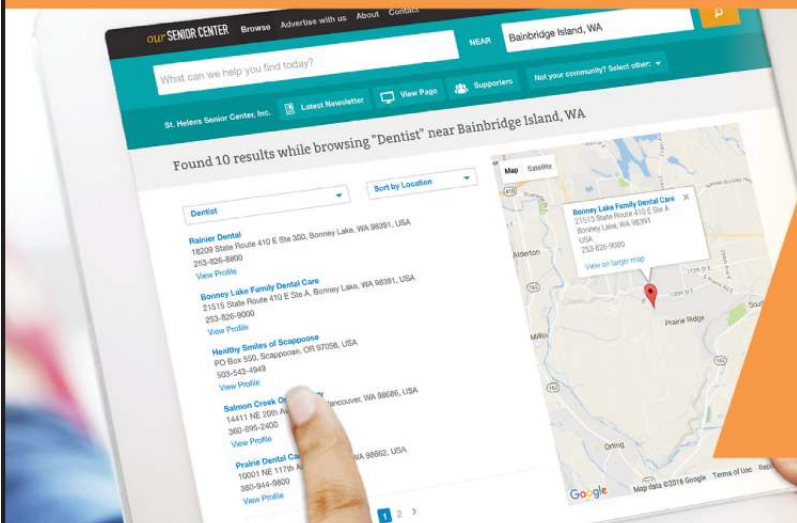 our SENIOR CENTER Browse Advertise with us About Contact
What can we help you find today?
NEAR Bainbridge Island, WA
St. Helens Senior Center, Inc. Latest Newsletter View Page Supporters Not your community? Select other:
Found 10 results while browsing "Dentist" near Bainbridge Island, WA
Dentist Sort by Location
Rainier Dental
18209 State Route 410 E Ste 300, Bonney Lake, WA 98391, USA
253-826-8800
View Profile
Bonney Lake Family Dental Care
21515 State Route 410 E Ste A, Bonney Lake, WA 98391, USA
253-826-9000
View Profile
Healthy Smiles of Scappoose
PO Box 550, Scappoose, OR 97056, USA
503-543-4949
View Profile
Salmon Creek
14411 NE 20th Vancouver, WA 98686, USA
360-695-2400
View Profile
Prairie Dental
10001 NE 117th WA 98662, USA
360-944-9800
View Profile
1 2
Map Satellite
410
Bonney Lake Family Dental Care
21515 State Route 410 E Ste A
Bonney Lake, WA 98391
USA
253-826-9000
View on larger map
Alderton
162
Prairie Ridge
162
162
Orting
Google Map data ©2016 Google Terms of Use